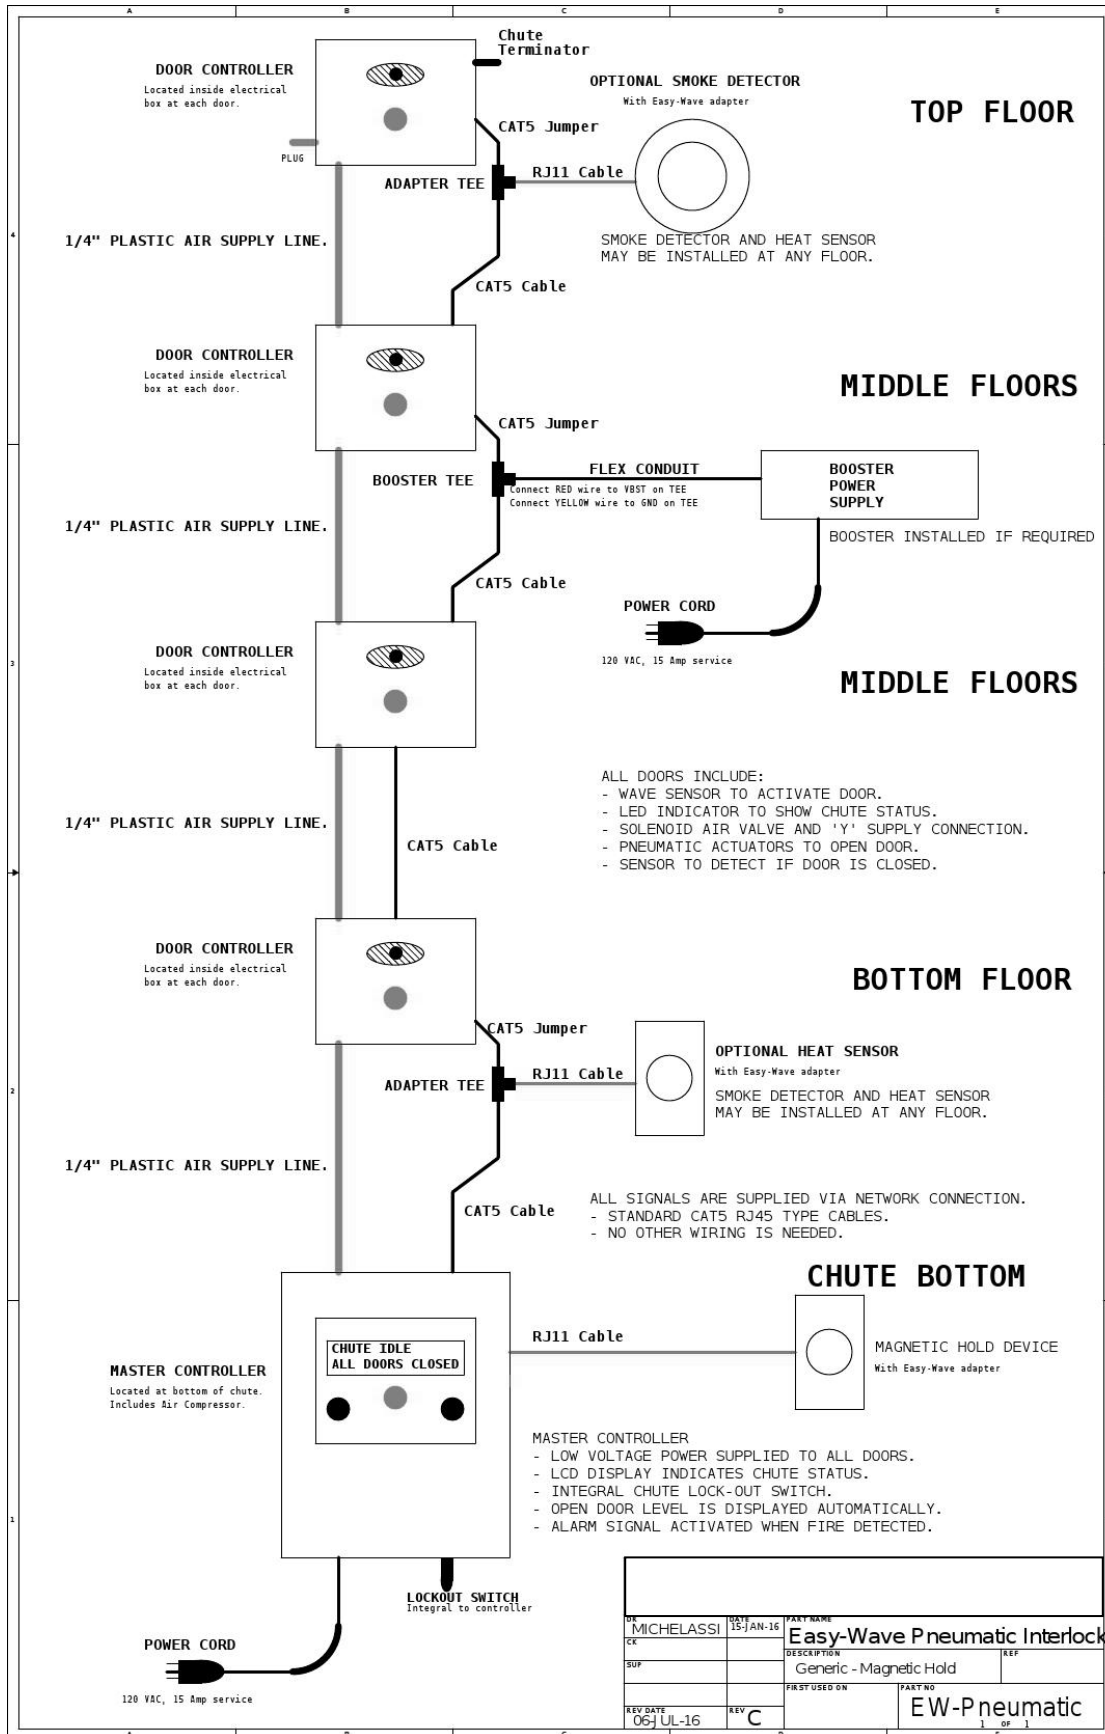 A B C D E
Chute
Terminator
DOOR CONTROLLER
Located inside electrical
box at each door.
OPTIONAL SMOKE DETECTOR
With Easy-Wave adapter
TOP FLOOR
CAT5 Jumper
PLUG
RJ11 Cable
ADAPTER TEE
4
1/4" PLASTIC AIR SUPPLY LINE.
SMOKE DETECTOR AND HEAT SENSOR
MAY BE INSTALLED AT ANY FLOOR.
CAT5 Cable
DOOR CONTROLLER
Located inside electrical
box at each door.
MIDDLE FLOORS
CAT5 Jumper
FLEX CONDUIT
BOOSTER TEE
Connect RED wire to VBST on TEE
Connect YELLOW wire to GND on TEE
BOOSTER
POWER
SUPPLY
1/4" PLASTIC AIR SUPPLY LINE.
BOOSTER INSTALLED IF REQUIRED
CAT5 Cable
POWER CORD
120 VAC, 15 Amp service
3
DOOR CONTROLLER
Located inside electrical
box at each door.
MIDDLE FLOORS
ALL DOORS INCLUDE:
- WAVE SENSOR TO ACTIVATE DOOR.
- LED INDICATOR TO SHOW CHUTE STATUS.
- SOLENOID AIR VALVE AND 'Y' SUPPLY CONNECTION.
- PNEUMATIC ACTUATORS TO OPEN DOOR.
- SENSOR TO DETECT IF DOOR IS CLOSED.
1/4" PLASTIC AIR SUPPLY LINE.
CAT5 Cable
DOOR CONTROLLER
Located inside electrical
box at each door.
BOTTOM FLOOR
CAT5 Jumper
OPTIONAL HEAT SENSOR
With Easy-Wave adapter
RJ11 Cable
ADAPTER TEE
2
SMOKE DETECTOR AND HEAT SENSOR
MAY BE INSTALLED AT ANY FLOOR.
1/4" PLASTIC AIR SUPPLY LINE.
CAT5 Cable
ALL SIGNALS ARE SUPPLIED VIA NETWORK CONNECTION.
- STANDARD CAT5 RJ45 TYPE CABLES.
- NO OTHER WIRING IS NEEDED.
CHUTE BOTTOM
RJ11 Cable
CHUTE IDLE
ALL DOORS CLOSED
MAGNETIC HOLD DEVICE
With Easy-Wave adapter
MASTER CONTROLLER
Located at bottom of chute.
Includes Air Compressor.
MASTER CONTROLLER
- LOW VOLTAGE POWER SUPPLIED TO ALL DOORS.
- LCD DISPLAY INDICATES CHUTE STATUS.
- INTEGRAL CHUTE LOCK-OUT SWITCH.
- OPEN DOOR LEVEL IS DISPLAYED AUTOMATICALLY.
- ALARM SIGNAL ACTIVATED WHEN FIRE DETECTED.
1
LOCKOUT SWITCH
Integral to controller
POWER CORD
120 VAC, 15 Amp service
DR MICHELASSI DATE 15-JAN-16 PART NAME Easy-Wave Pneumatic Interlock
CK
SUP
DESCRIPTION Generic - Magnetic Hold REF
FIRST USED ON PART NO EW-Pneumatic
REV DATE 06-JUL-16 REV C
1 OF 1